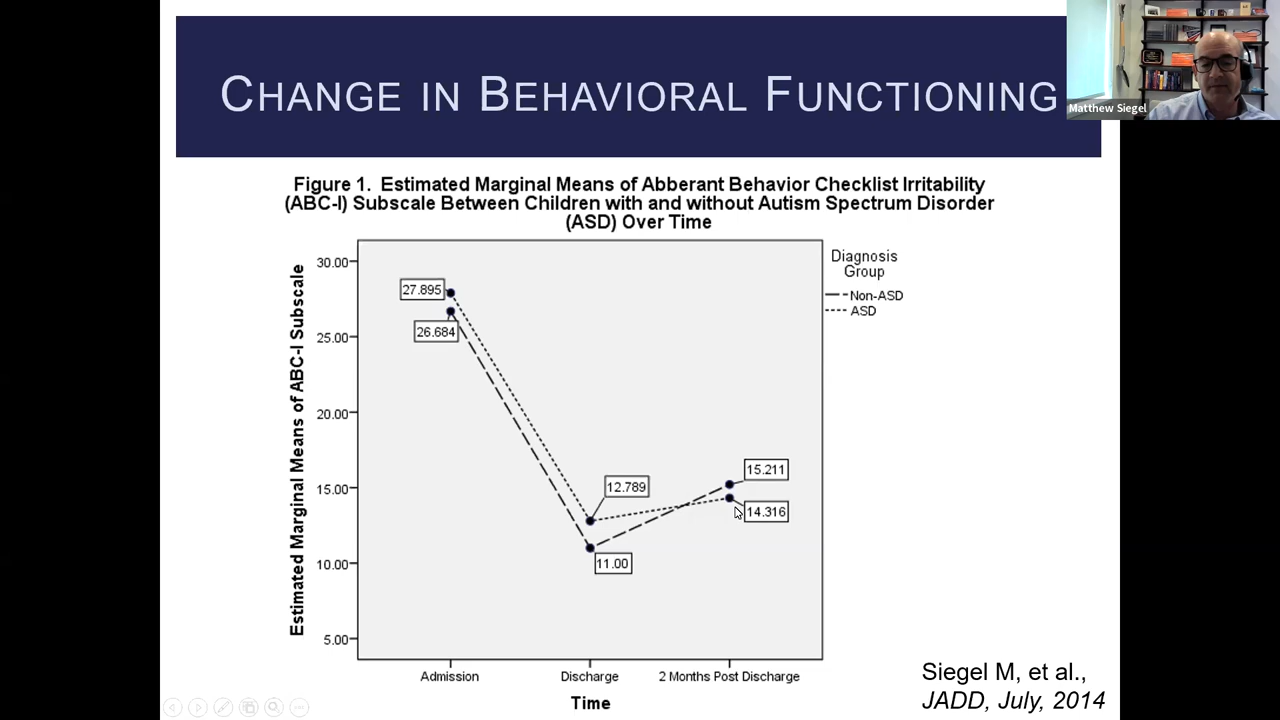 CHANGE IN BEHAVIORAL FUNCTIONING
Matthew Siegel
Figure 1. Estimated Marginal Means of Abberant Behavior Checklist Irritability
(ABC-I) Subscale Between Children with and without Autism Spectrum Disorder
(ASD) Over Time
Estimated Marginal Means of ABC-I Subscale
30.00
25.00
20.00
15.00
10.00
5.00
27.895
26.684
12.789
11.00
15.211
14.316
Diagnosis
Group
Non-ASD
ASD
Admission
Discharge
2 Months Post Discharge
Time
Siegel M, et al.,
JADD, July, 2014